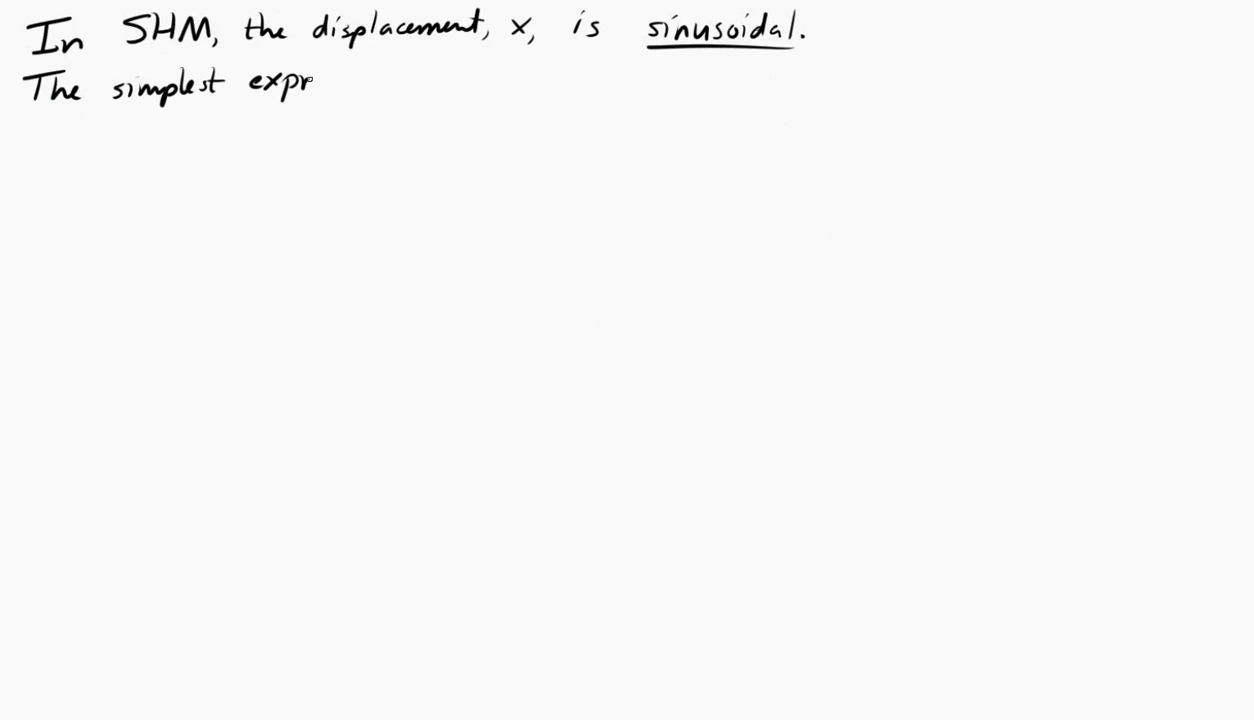 In SHM, the displacement, x, is sinusoidal.
The simplest expr